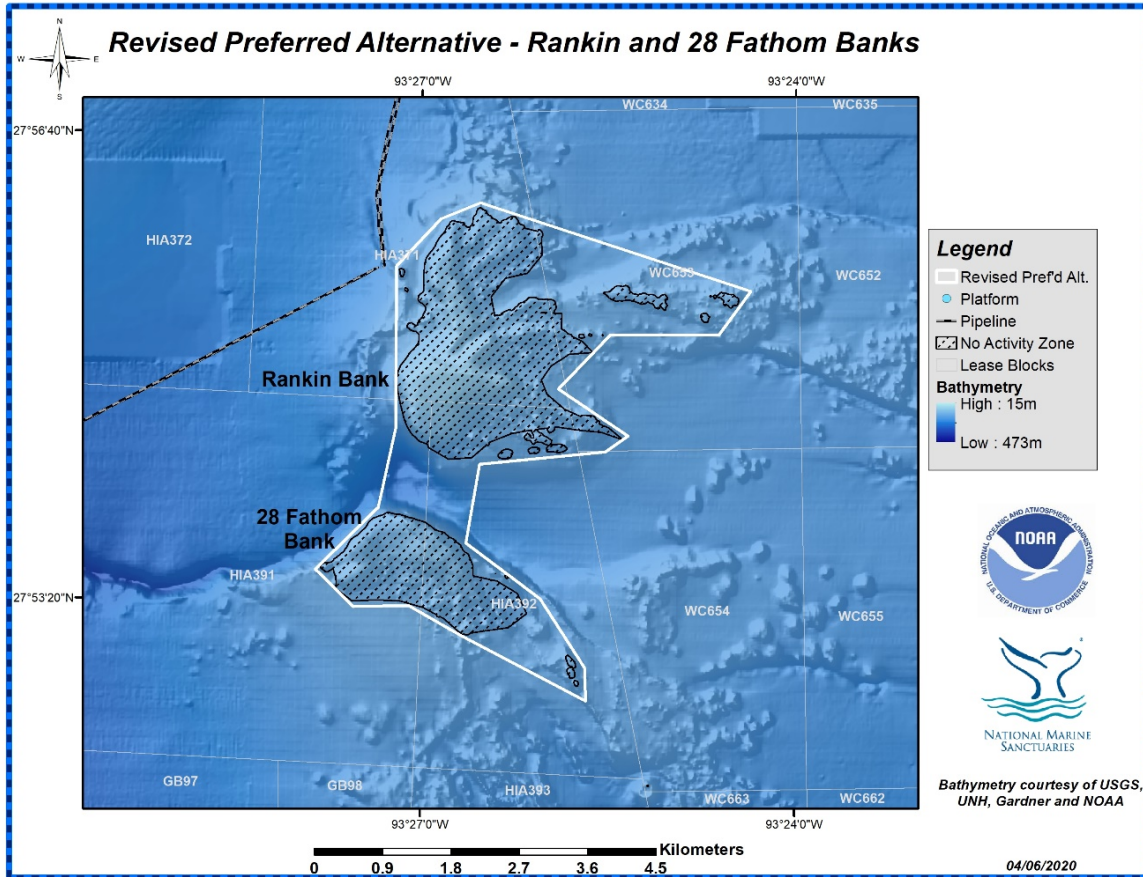 Revised Preferred Alternative - Rankin and 28 Fathom Banks
N
W E
S
93°27'0"W 93°24'0"W
27°56'40"N
WC634 WC635
HIA372
HIA371
WC653
WC652
Rankin Bank
28 Fathom
Bank
HIA391
27°53'20"N
HIA392
WC654
WC655
GB97
GB98
HIA393
WC663
WC662
93°27'0"W 93°24'0"W
Legend
Revised Pref'd Alt.
Platform
Pipeline
No Activity Zone
Lease Blocks
Bathymetry
High : 15m
Low : 473m
NATIONAL OCEANIC AND ATMOSPHERIC ADMINISTRATION
NOAA
U.S. DEPARTMENT OF COMMERCE
NATIONAL MARINE
SANCTUARIES
Bathymetry courtesy of USGS,
UNH, Gardner and NOAA
Kilometers
0 0.9 1.8 2.7 3.6 4.5
04/06/2020